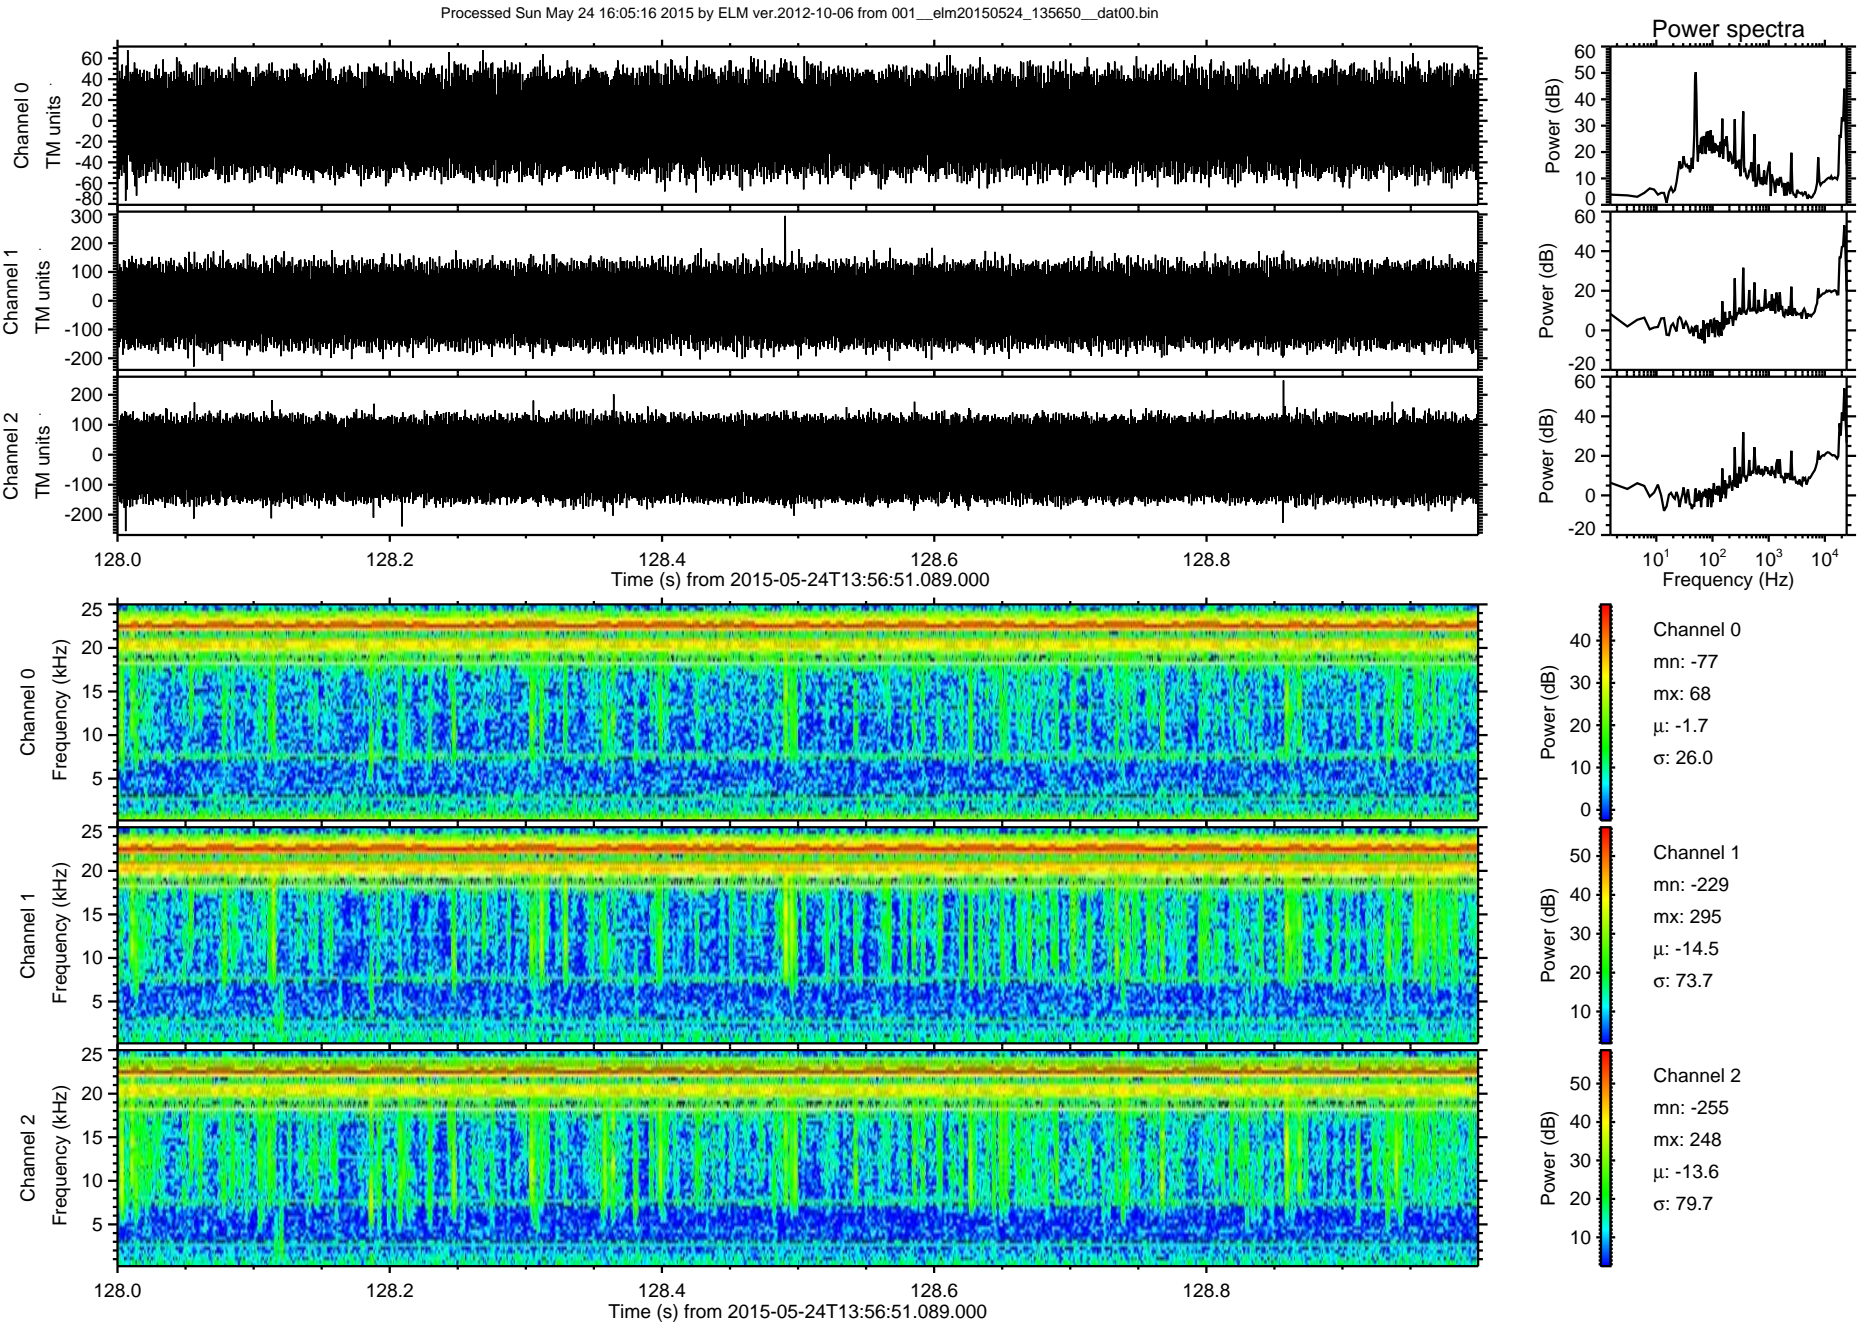 Processed Sun May 24 16:05:16 2015 by ELM ver.2012-10-06 from 001__elm20150524_135650__dat00.bin
Power spectra
Channel 0
TM units
60
40
20
0
-20
-40
-60
-80
Power (dB)
60
50
40
30
20
10
0
Channel 1
TM units
300
200
100
0
-100
-200
Power (dB)
60
40
20
0
-20
Channel 2
TM units
200
100
0
-100
-200
Power (dB)
60
40
20
0
-20
128.0 128.2 128.4 128.6 128.8
Time (s) from 2015-05-24T13:56:51.089.000
10¹ 10² 10³ 10⁴
Frequency (Hz)
Channel 0
Frequency (kHz)
25
20
15
10
5
Power (dB)
40
30
20
10
0
Channel 0
mn: -77
mx: 68
μ: -1.7
σ: 26.0
Channel 1
Frequency (kHz)
25
20
15
10
5
Power (dB)
50
40
30
20
10
Channel 1
mn: -229
mx: 295
μ: -14.5
σ: 73.7
Channel 2
Frequency (kHz)
25
20
15
10
5
Power (dB)
50
40
30
20
10
Channel 2
mn: -255
mx: 248
μ: -13.6
σ: 79.7
128.0 128.2 128.4 128.6 128.8
Time (s) from 2015-05-24T13:56:51.089.000